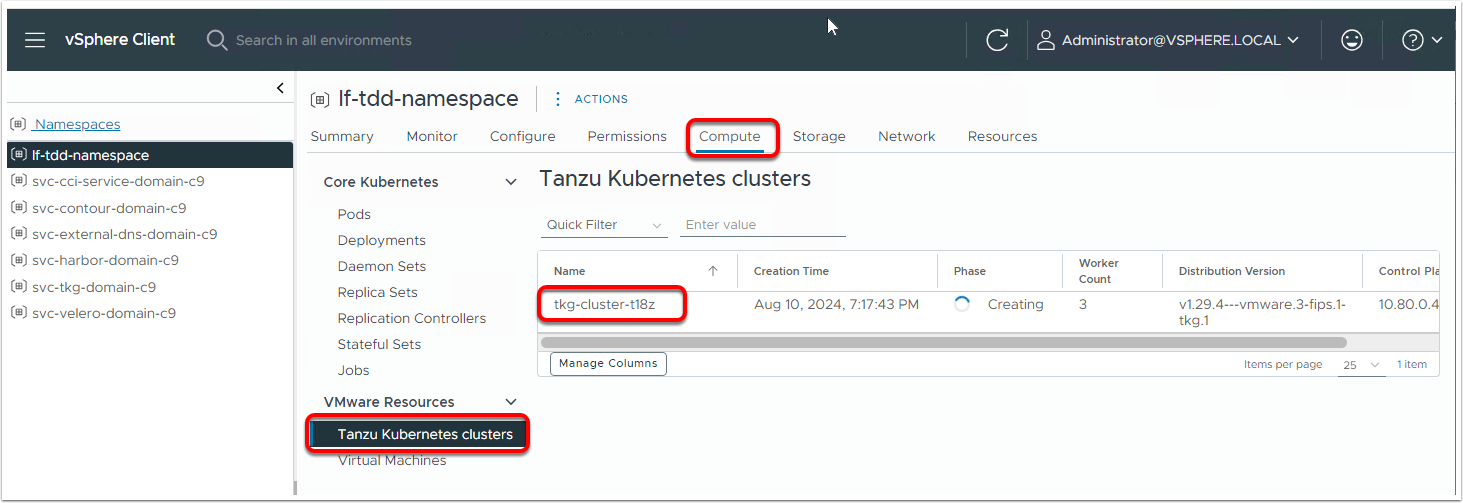 vSphere Client
Search in all environments
Administrator@VSPHERE.LOCAL
Namespaces
lf-tdd-namespace
svc-cci-service-domain-c9
svc-contour-domain-c9
svc-external-dns-domain-c9
svc-harbor-domain-c9
svc-tkg-domain-c9
svc-velero-domain-c9
lf-tdd-namespace
ACTIONS
Summary Monitor Configure Permissions Compute Storage Network Resources
Core Kubernetes
Pods
Deployments
Daemon Sets
Replica Sets
Replication Controllers
Stateful Sets
Jobs
VMware Resources
Tanzu Kubernetes clusters
Virtual Machines
Tanzu Kubernetes clusters
Quick Filter Enter value
Name Creation Time Phase Worker Count Distribution Version Control Pla
tkg-cluster-t18z Aug 10, 2024, 7:17:43 PM Creating 3 v1.29.4---vmware.3-fips.1-tkg.1 10.80.0.4
Manage Columns
Items per page 25 1 item